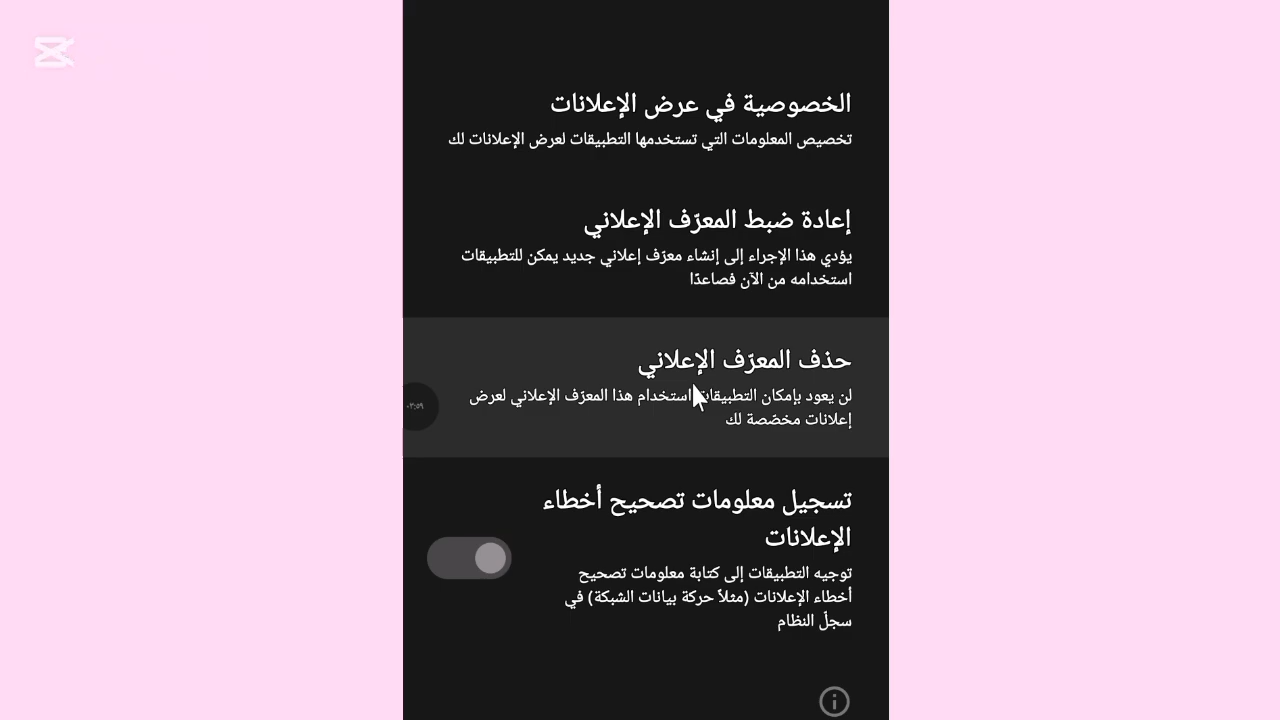 الخصوصية في عرض الإعلانات
تخصيص المعلومات التي تستخدمها التطبيقات لعرض الإعلانات لك
إعادة ضبط المعرّف الإعلاني
يؤدي هذا الإجراء إلى إنشاء معرّف إعلاني جديد يمكن للتطبيقات
استخدامه من الآن فصاعدًا
حذف المعرّف الإعلاني
لن يعود بإمكان التطبيقات استخدام هذا المعرّف الإعلاني لعرض
إعلانات مخصّصة لك
٠٣:٥٩
تسجيل معلومات تصحيح أخطاء
الإعلانات
توجيه التطبيقات إلى كتابة معلومات تصحيح
أخطاء الإعلانات (مثلاً حركة بيانات الشبكة) في
سجلّ النظام